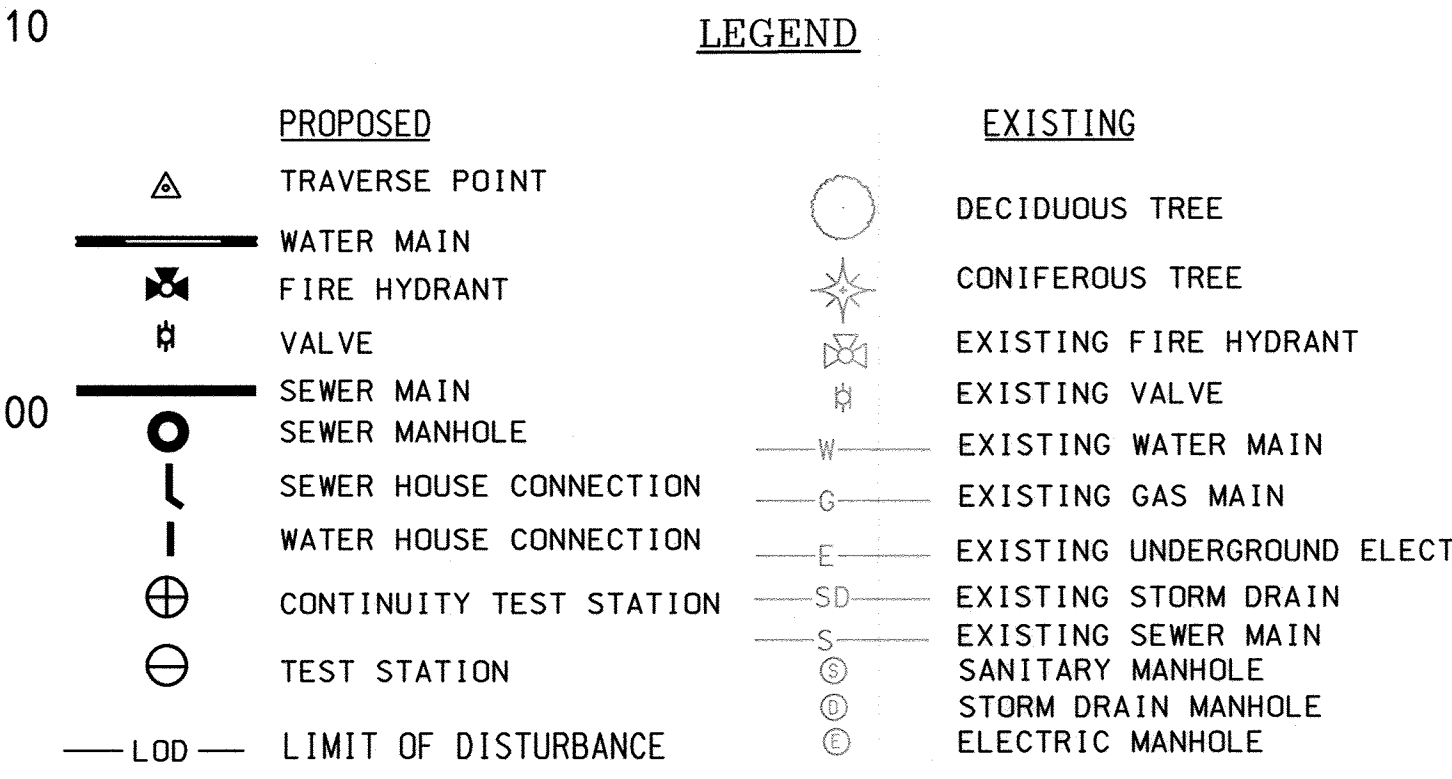 10
LEGEND
PROPOSED
TRAVERSE POINT
WATER MAIN
FIRE HYDRANT
VALVE
00
SEWER MAIN
SEWER MANHOLE
SEWER HOUSE CONNECTION
WATER HOUSE CONNECTION
CONTINUITY TEST STATION
TEST STATION
LOD LIMIT OF DISTURBANCE
EXISTING
DECIDUOUS TREE
CONIFEROUS TREE
EXISTING FIRE HYDRANT
EXISTING VALVE
W EXISTING WATER MAIN
G EXISTING GAS MAIN
E EXISTING UNDERGROUND ELECT
SD EXISTING STORM DRAIN
S EXISTING SEWER MAIN
S SANITARY MANHOLE
D STORM DRAIN MANHOLE
E ELECTRIC MANHOLE